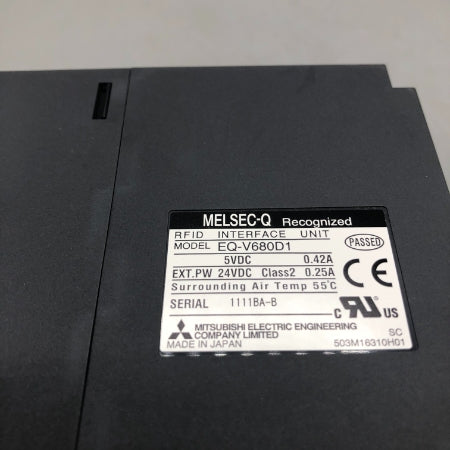 MELSEC-Q Recognized
RFID INTERFACE UNIT
MODEL EQ-V680D1
PASSED
5VDC 0.42A
EXT.PW 24VDC Class2 0.25A
Surrounding Air Temp 55°C
CE
SERIAL 1111BA-B
C RU US
MITSUBISHI ELECTRIC ENGINEERING
COMPANY LIMITED
SC
MADE IN JAPAN 503M16310H01